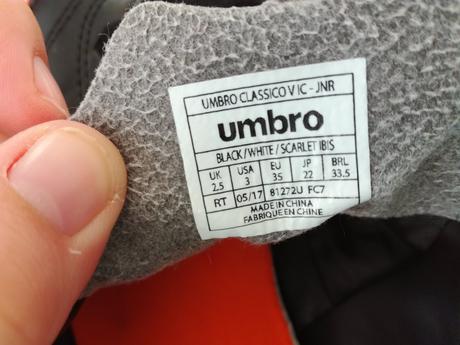 UMBRO CLASSICO V IC - JNR
umbro
BLACK/WHITE/SCARLET IBIS
UK USA EU JP BRL
2.5 3 35 22 33.5
RT 05/17 81272U FC7
MADE IN CHINA
FABRIQUE EN CHINE